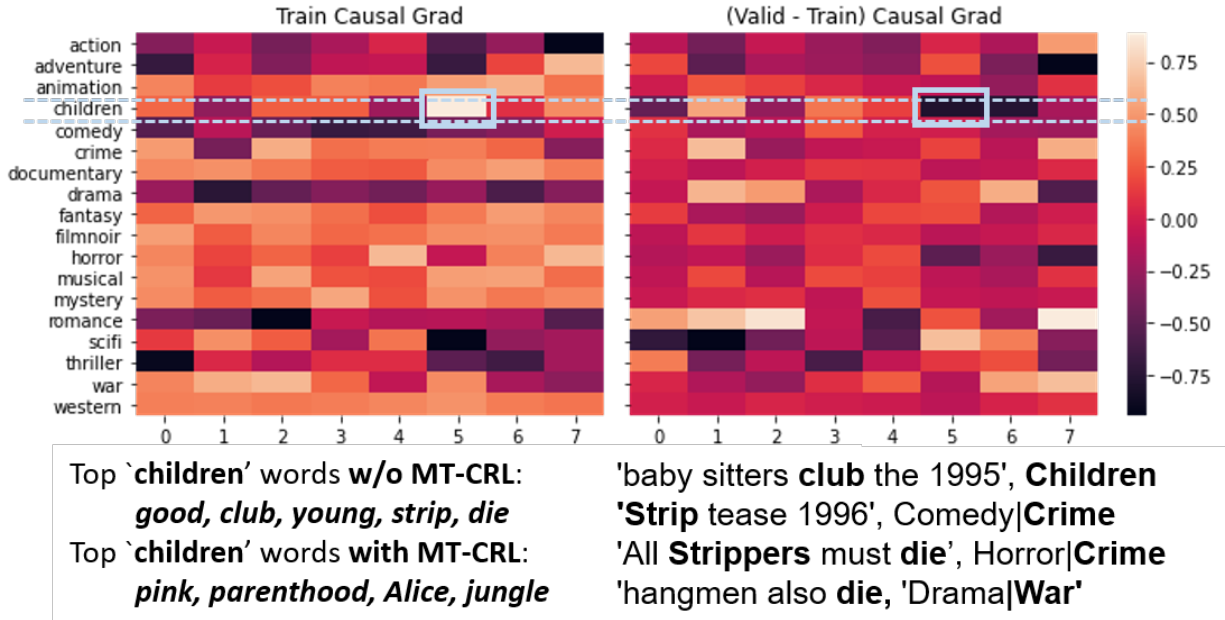 Train Causal Grad
(Valid - Train) Causal Grad
action
adventure
animation
children
comedy
crime
documentary
drama
fantasy
filmnoir
horror
musical
mystery
romance
scifi
thriller
war
western
0 1 2 3 4 5 6 7
0 1 2 3 4 5 6 7
0.75
0.50
0.25
0.00
−0.25
−0.50
−0.75
Top `children’ words w/o MT-CRL:
good, club, young, strip, die
Top `children’ words with MT-CRL:
pink, parenthood, Alice, jungle
'baby sitters club the 1995', Children
'Strip tease 1996', Comedy|Crime
'All Strippers must die’, Horror|Crime
'hangmen also die, 'Drama|War'